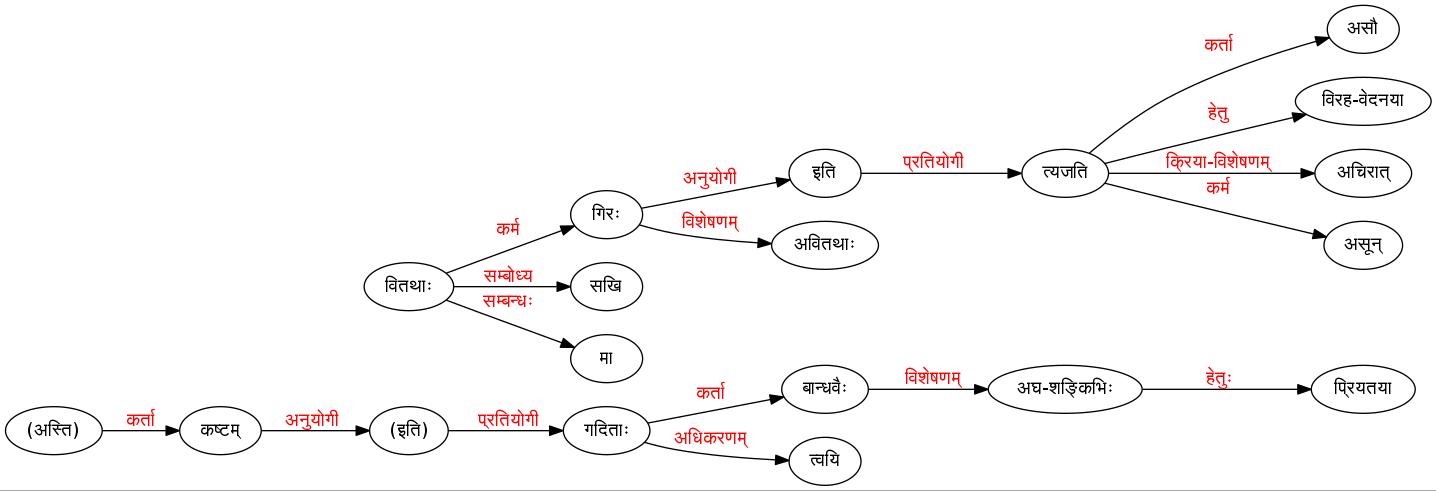 असौ
कर्ता
विरह-वेदनया
हेतु
इति प्रतियोगी त्यजति क्रिया-विशेषणम् अचिरात्
अनुयोगी
कर्म
गिरः
विशेषणम्
कर्म
अवितथाः
असून्
वितथाः सम्बोध्य सखि
सम्बन्धः
मा
बान्धवैः विशेषणम् अघ-शङ्किभिः हेतुः प्रियतया
कर्ता
(अस्ति) कर्ता कष्टम् अनुयोगी (इति) प्रतियोगी गदिताः
अधिकरणम्
त्वयि